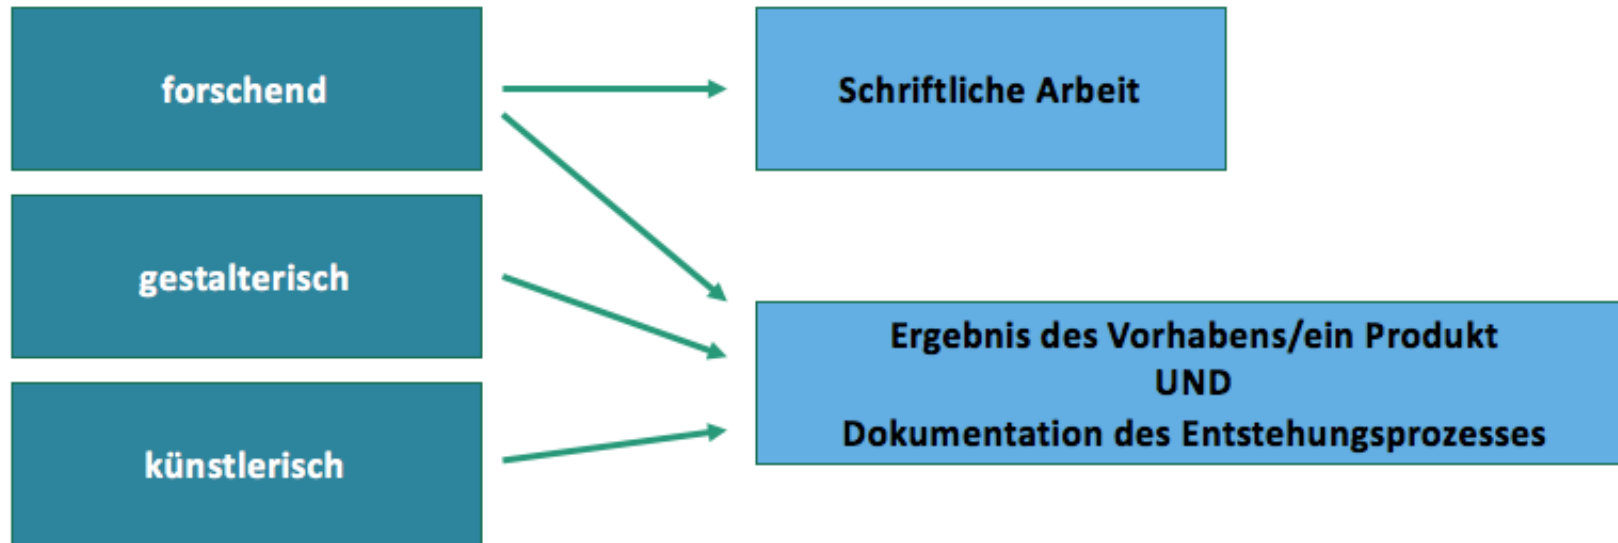 forschend
Schriftliche Arbeit
gestalterisch
Ergebnis des Vorhabens/ein Produkt
UND
Dokumentation des Entstehungsprozesses
künstlerisch